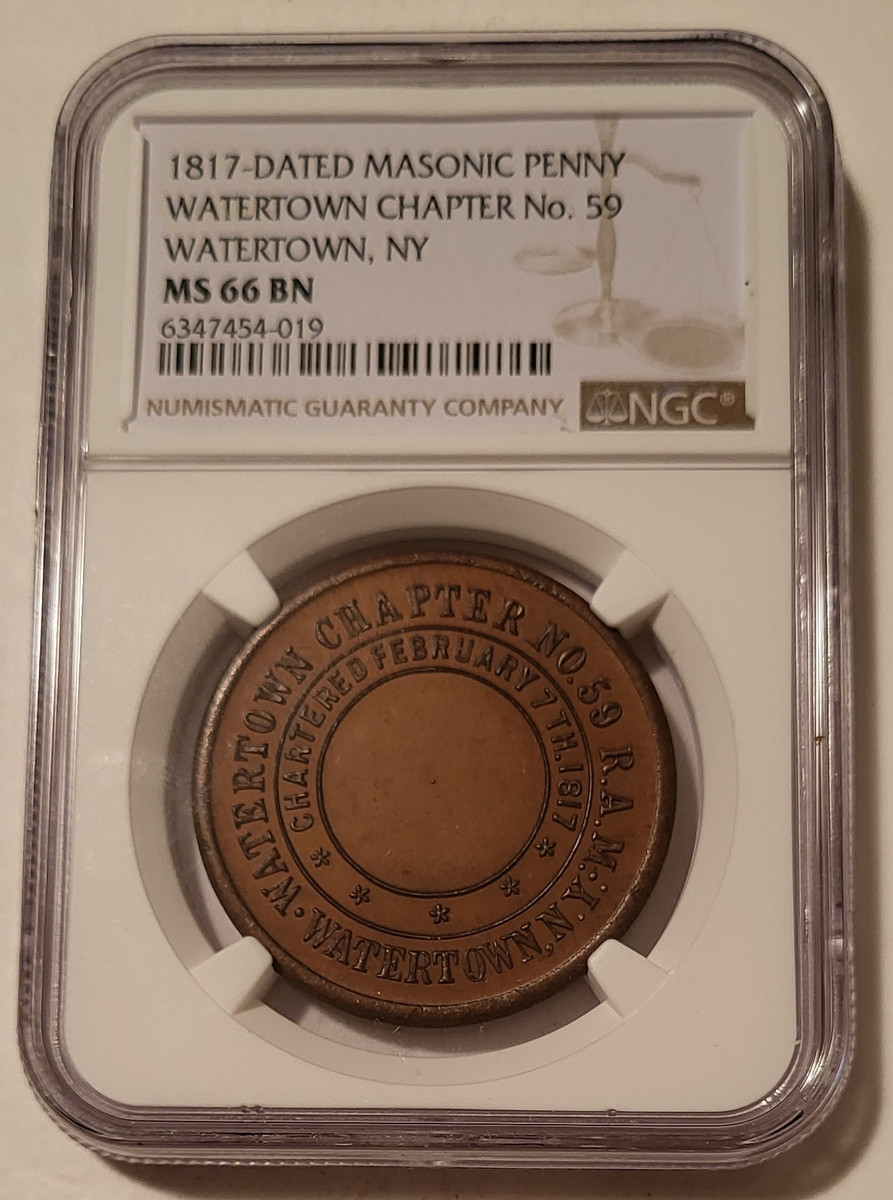 1817-DATED MASONIC PENNY
WATERTOWN CHAPTER No. 59
WATERTOWN, NY
MS 66 BN
6347454-019
NUMISMATIC GUARANTY COMPANY
NGC®
WATERTOWN CHAPTER NO. 59 R.A.M.
WATERTOWN, N.Y.
CHARTERED FEBRUARY 7TH. 1817